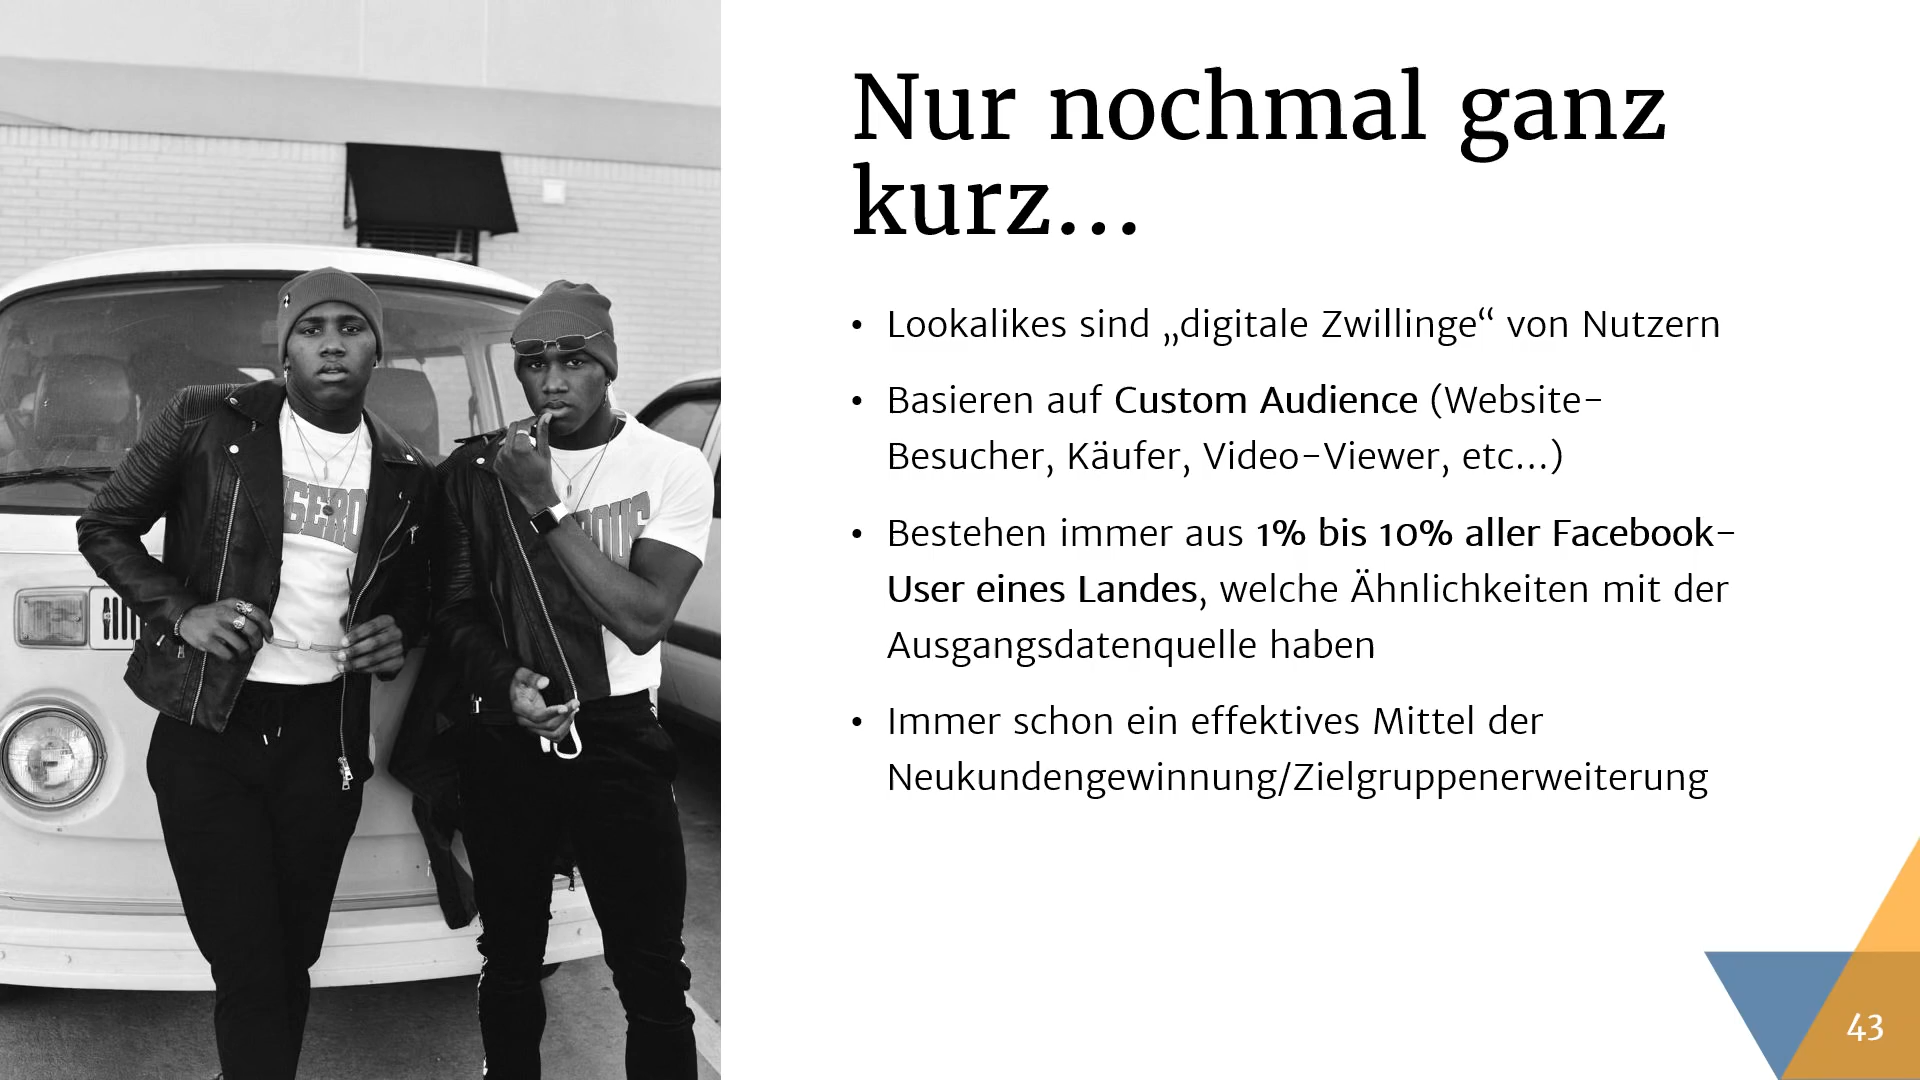 Nur nochmal ganz
kurz…
• Lookalikes sind „digitale Zwillinge“ von Nutzern
• Basieren auf Custom Audience (Website-
Besucher, Käufer, Video-Viewer, etc…)
• Bestehen immer aus 1% bis 10% aller Facebook-
User eines Landes, welche Ähnlichkeiten mit der
Ausgangsdatenquelle haben
• Immer schon ein effektives Mittel der
Neukundengewinnung/Zielgruppenerweiterung
43